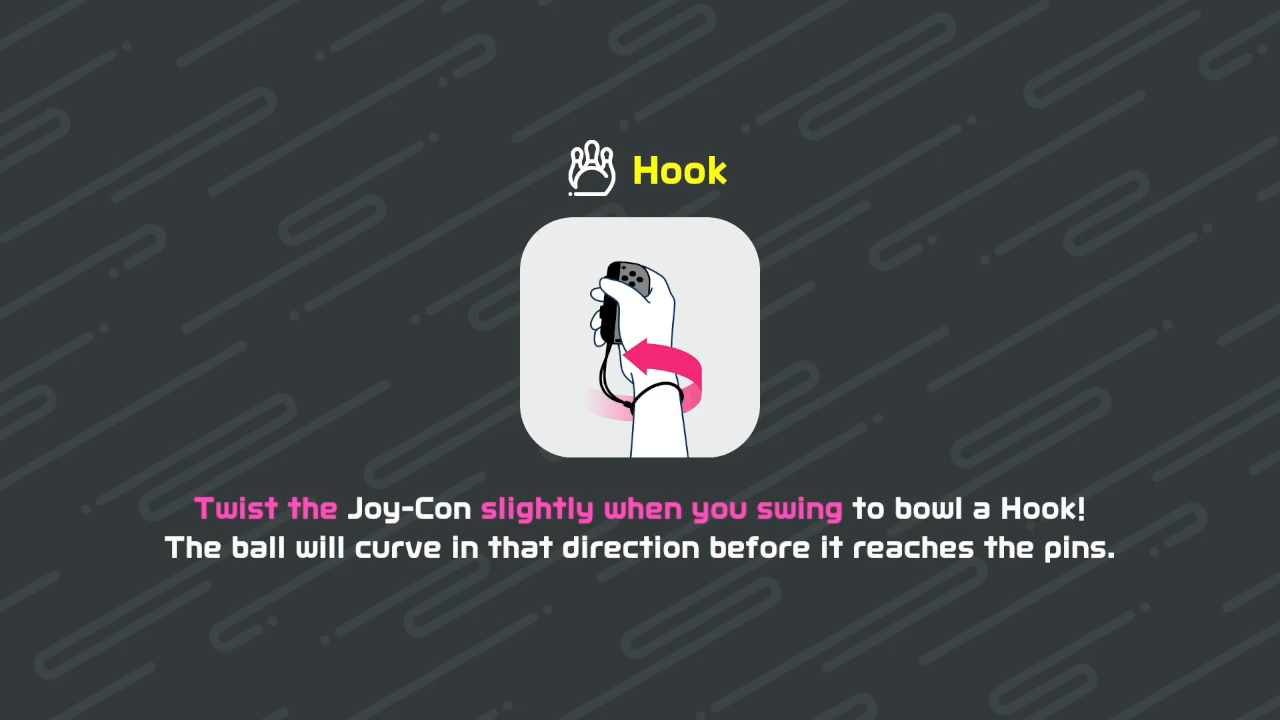 Hook
Twist the Joy-Con slightly when you swing to bowl a Hook!
The ball will curve in that direction before it reaches the pins.